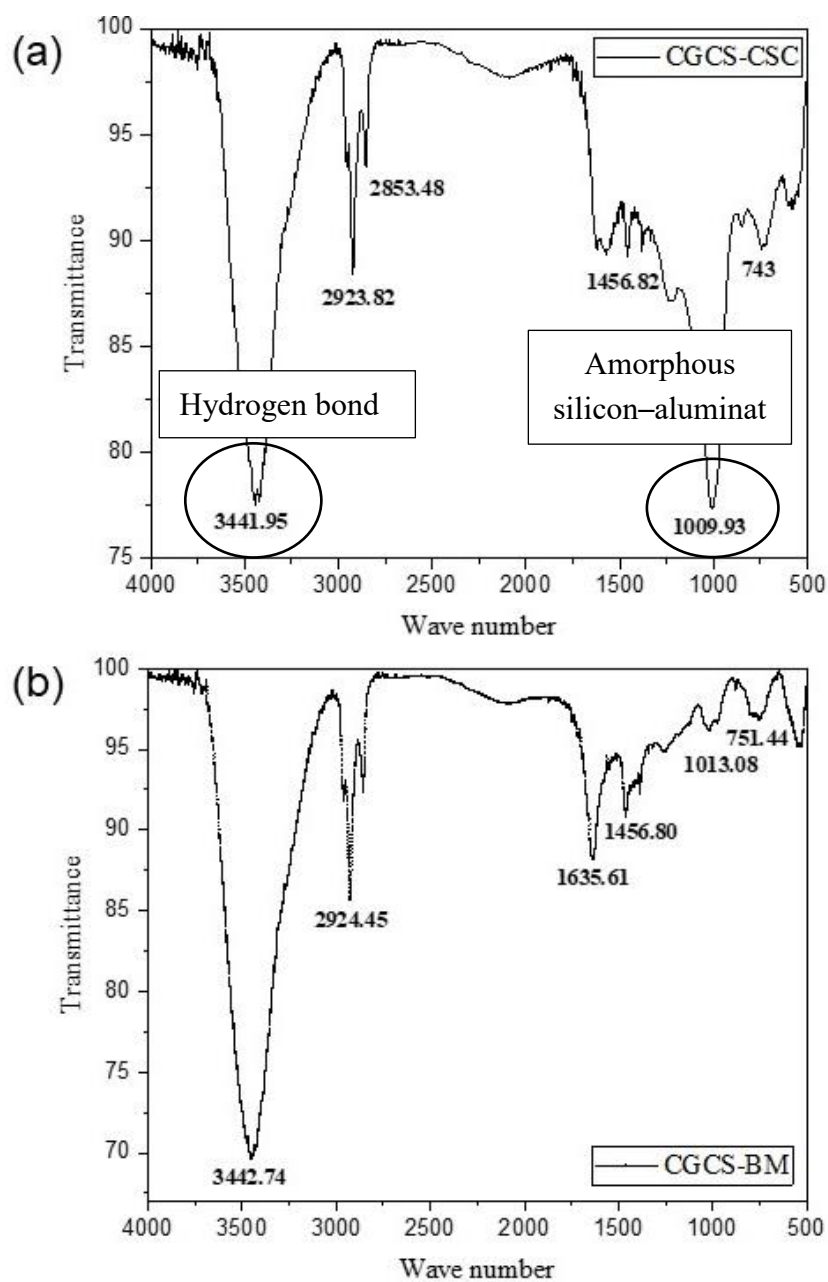 (a)
CGCS-CSC
100
95
90
85
80
75
Transmittance
2853.48
2923.82
1456.82
743
Hydrogen bond
Amorphous
silicon–aluminat
3441.95
1009.93
4000 3500 3000 2500 2000 1500 1000 500
Wave number
(b)
100
95
90
85
80
75
70
Transmittance
751.44
1013.08
1456.80
1635.61
2924.45
3442.74
CGCS-BM
4000 3500 3000 2500 2000 1500 1000 500
Wave number